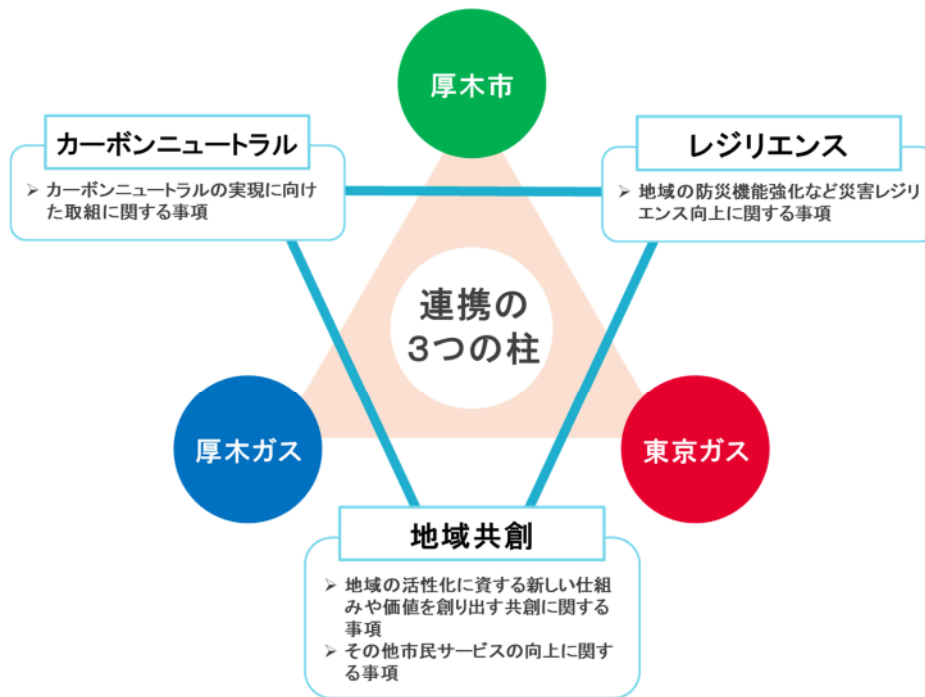 厚木市
カーボンニュートラル
➢ カーボンニュートラルの実現に向け
た取組に関する事項
レジリエンス
➢ 地域の防災機能強化など災害レジリ
エンス向上に関する事項
連携の
3つの柱
厚木ガス
東京ガス
地域共創
➢ 地域の活性化に資する新しい仕組
みや価値を創り出す共創に関する
事項
➢ その他市民サービスの向上に関す
る事項